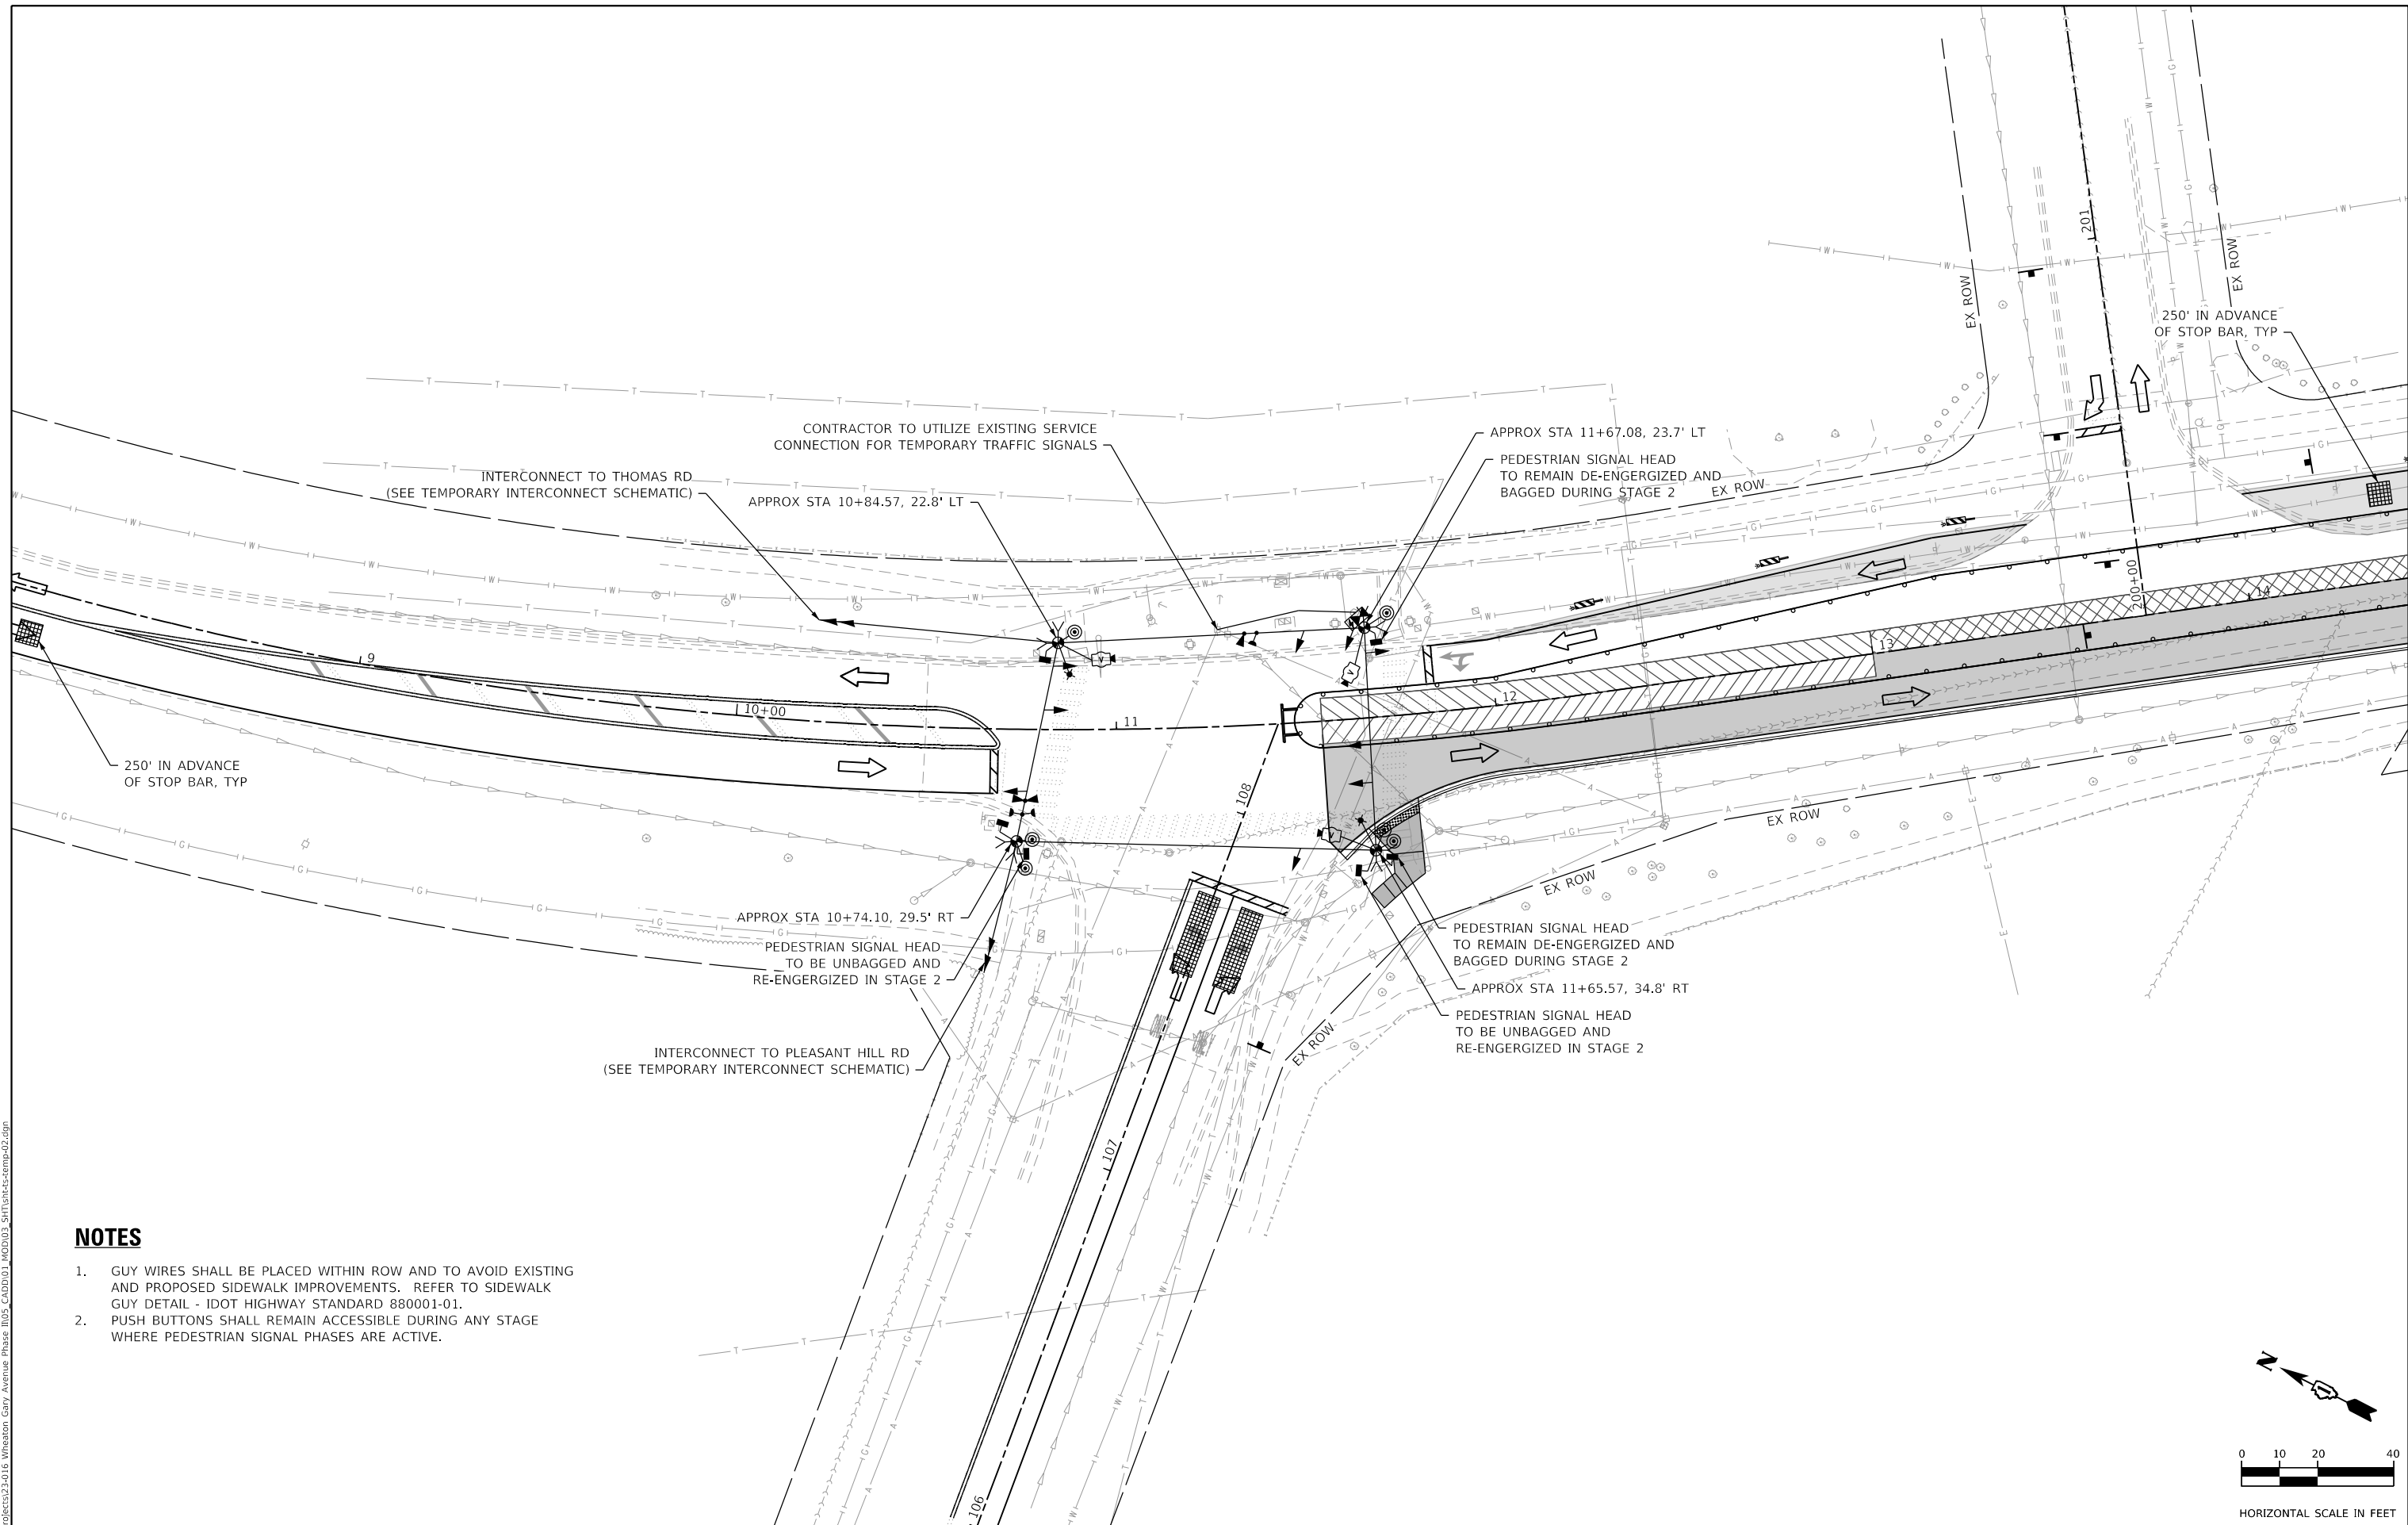 201
EX ROW
EX ROW
250' IN ADVANCE
OF STOP BAR, TYP
CONTRACTOR TO UTILIZE EXISTING SERVICE
CONNECTION FOR TEMPORARY TRAFFIC SIGNALS
APPROX STA 11+67.08, 23.7' LT
PEDESTRIAN SIGNAL HEAD
TO REMAIN DE-ENGERGIZED AND
BAGGED DURING STAGE 2
EX ROW
INTERCONNECT TO THOMAS RD
(SEE TEMPORARY INTERCONNECT SCHEMATIC)
APPROX STA 10+84.57, 22.8' LT
200+00
14
13
12
11
10+00
9
108
250' IN ADVANCE
OF STOP BAR, TYP
EX ROW
EX ROW
APPROX STA 10+74.10, 29.5' RT
PEDESTRIAN SIGNAL HEAD
TO BE UNBAGGED AND
RE-ENGERGIZED IN STAGE 2
PEDESTRIAN SIGNAL HEAD
TO REMAIN DE-ENGERGIZED AND
BAGGED DURING STAGE 2
APPROX STA 11+65.57, 34.8' RT
PEDESTRIAN SIGNAL HEAD
TO BE UNBAGGED AND
RE-ENGERGIZED IN STAGE 2
EX ROW
INTERCONNECT TO PLEASANT HILL RD
(SEE TEMPORARY INTERCONNECT SCHEMATIC)
107
106
NOTES
1. GUY WIRES SHALL BE PLACED WITHIN ROW AND TO AVOID EXISTING
AND PROPOSED SIDEWALK IMPROVEMENTS. REFER TO SIDEWALK
GUY DETAIL - IDOT HIGHWAY STANDARD 880001-01.
2. PUSH BUTTONS SHALL REMAIN ACCESSIBLE DURING ANY STAGE
WHERE PEDESTRIAN SIGNAL PHASES ARE ACTIVE.
N
0 10 20 40
HORIZONTAL SCALE IN FEET